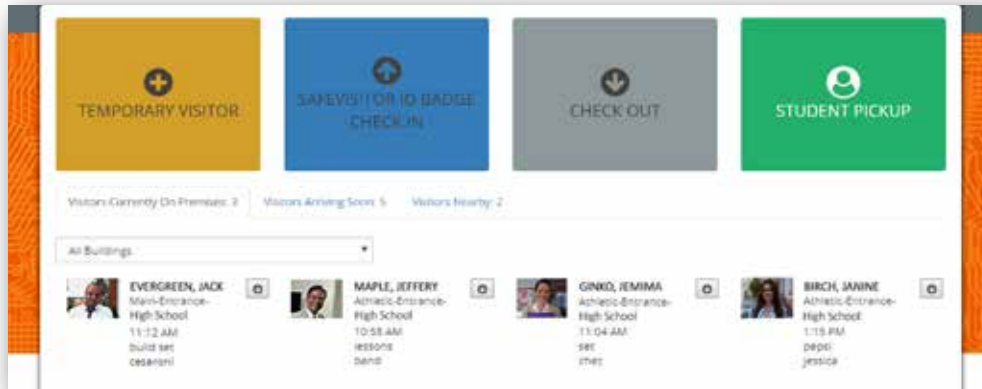 TEMPORARY VISITOR
SAFEVISITOR ID BADGE
CHECK IN
CHECK OUT
STUDENT PICKUP
Visitors Currently On Premises: 3
Visitors Arriving Soon: 5
Visitors Nearby: 2
All Buildings
EVERGREEN, JACK
Main-Entrance-
High School
11:12 AM
build set
cesaroni
MAPLE, JEFFERY
Athletic-Entrance-
High School
10:58 AM
lessons
band
GINKO, JEMIMA
Athletic-Entrance-
High School
11:04 AM
set
BIRCH, JANINE
Athletic-Entrance-
High School
1:15 PM
pepsi
jessica